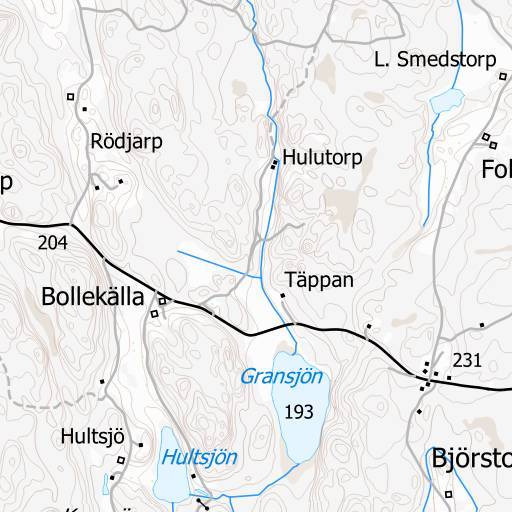 L. Smedstorp
Rödjarp
Hulutorp
204
Täppan
Bollekälla
231
Gransjön
193
Hultsjö
Hultsjön